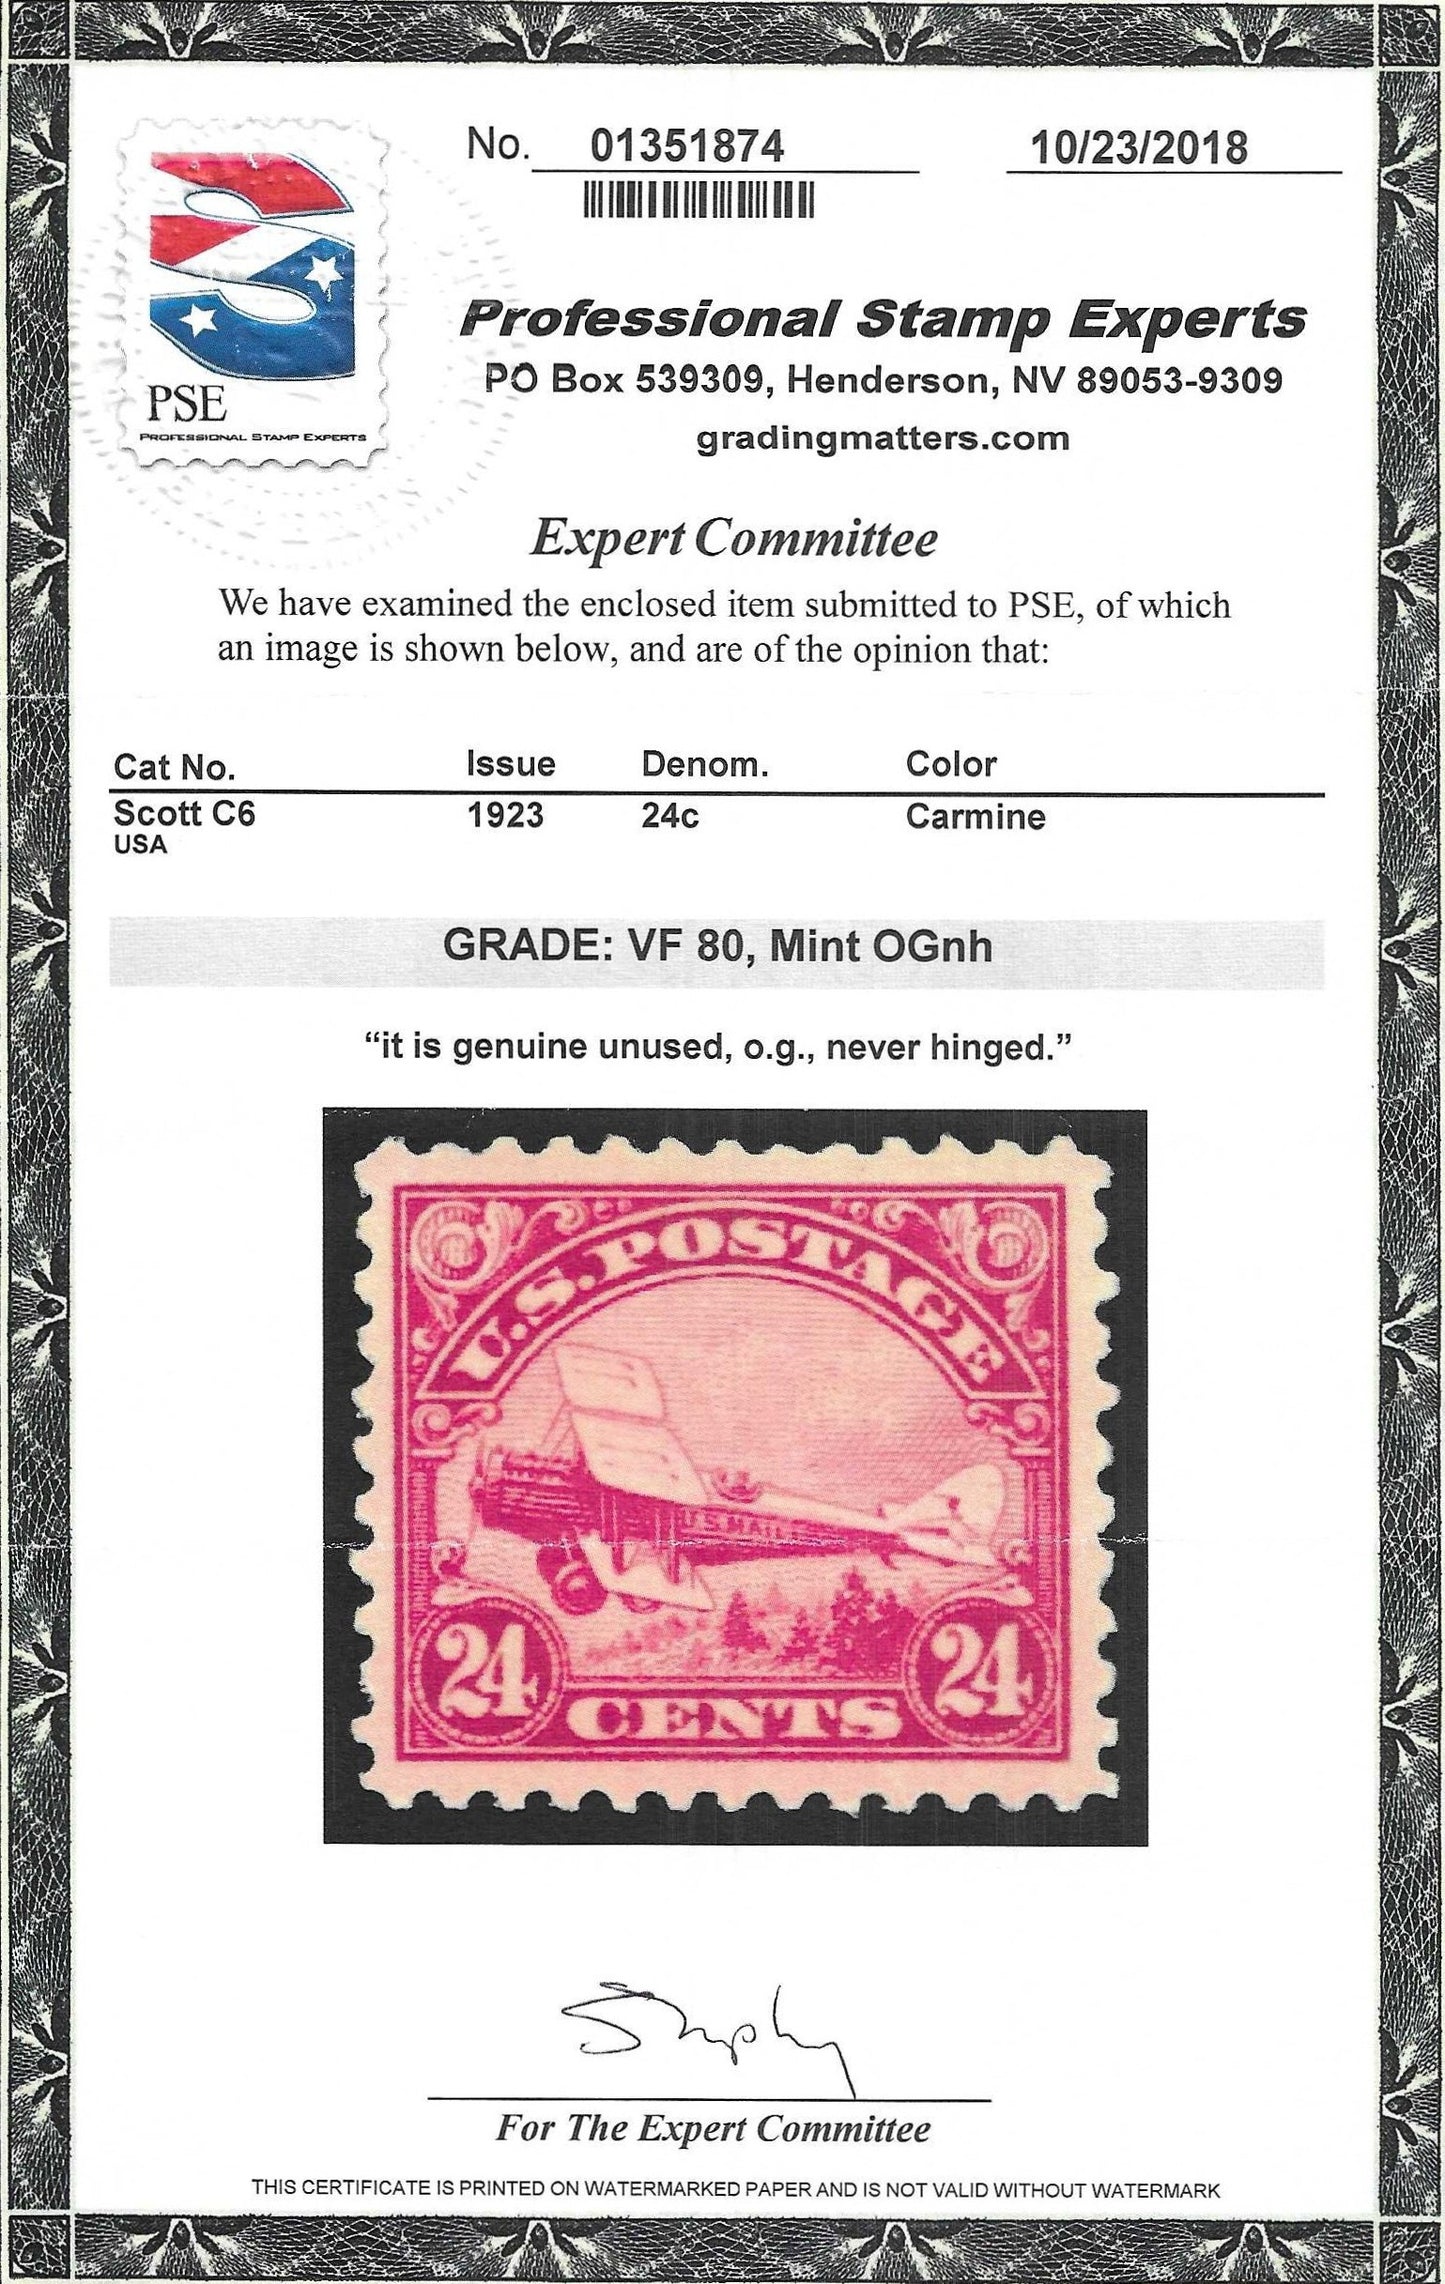 No. 01351874 10/23/2018
PSE
PROFESSIONAL STAMP EXPERTS
Professional Stamp Experts
PO Box 539309, Henderson, NV 89053-9309
gradingmatters.com
Expert Committee
We have examined the enclosed item submitted to PSE, of which
an image is shown below, and are of the opinion that:
Cat No. Issue Denom. Color
Scott C6 1923 24c Carmine
USA
GRADE: VF 80, Mint OGnh
“it is genuine unused, o.g., never hinged.”
U.S.POSTAGE
U S MAIL
24 24
CENTS
For The Expert Committee
THIS CERTIFICATE IS PRINTED ON WATERMARKED PAPER AND IS NOT VALID WITHOUT WATERMARK